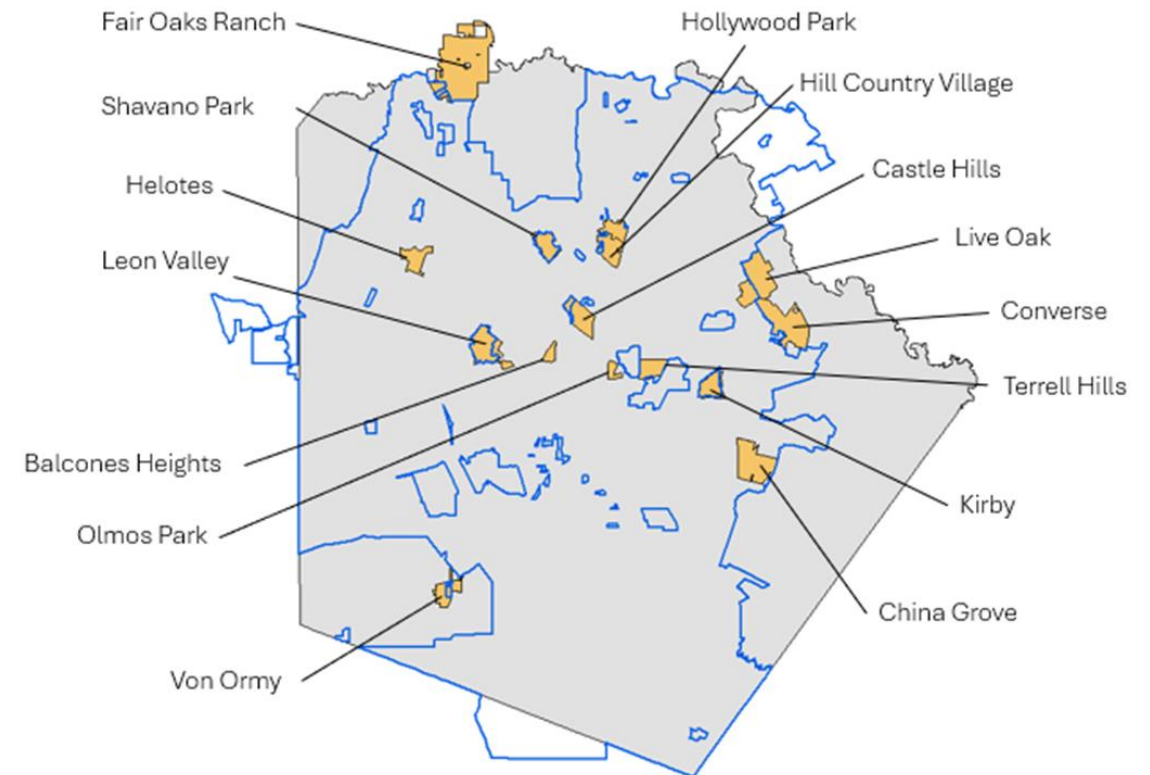 Fair Oaks Ranch
Hollywood Park
Hill Country Village
Shavano Park
Castle Hills
Helotes
Live Oak
Leon Valley
Converse
Terrell Hills
Balcones Heights
Kirby
Olmos Park
China Grove
Von Ormy